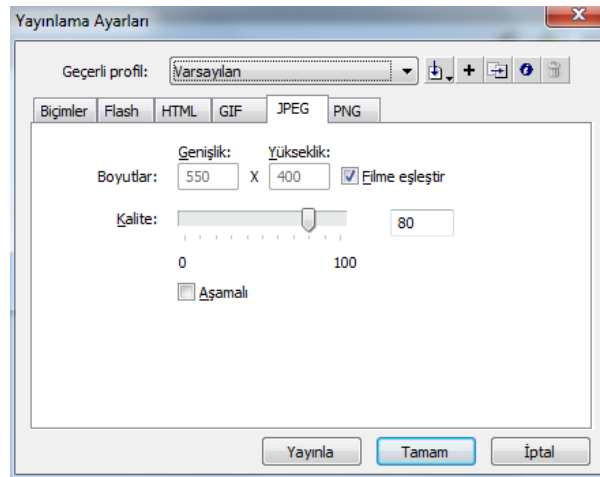 Yayınlama Ayarları
Geçerli profil: Varsayılan
Biçimler Flash HTML GIF JPEG PNG
Genişlik: Yükseklik:
Boyutlar: 550 X 400 Filme eşleştir
Kalite: 80
0 100
Aşamalı
Yayınla Tamam İptal